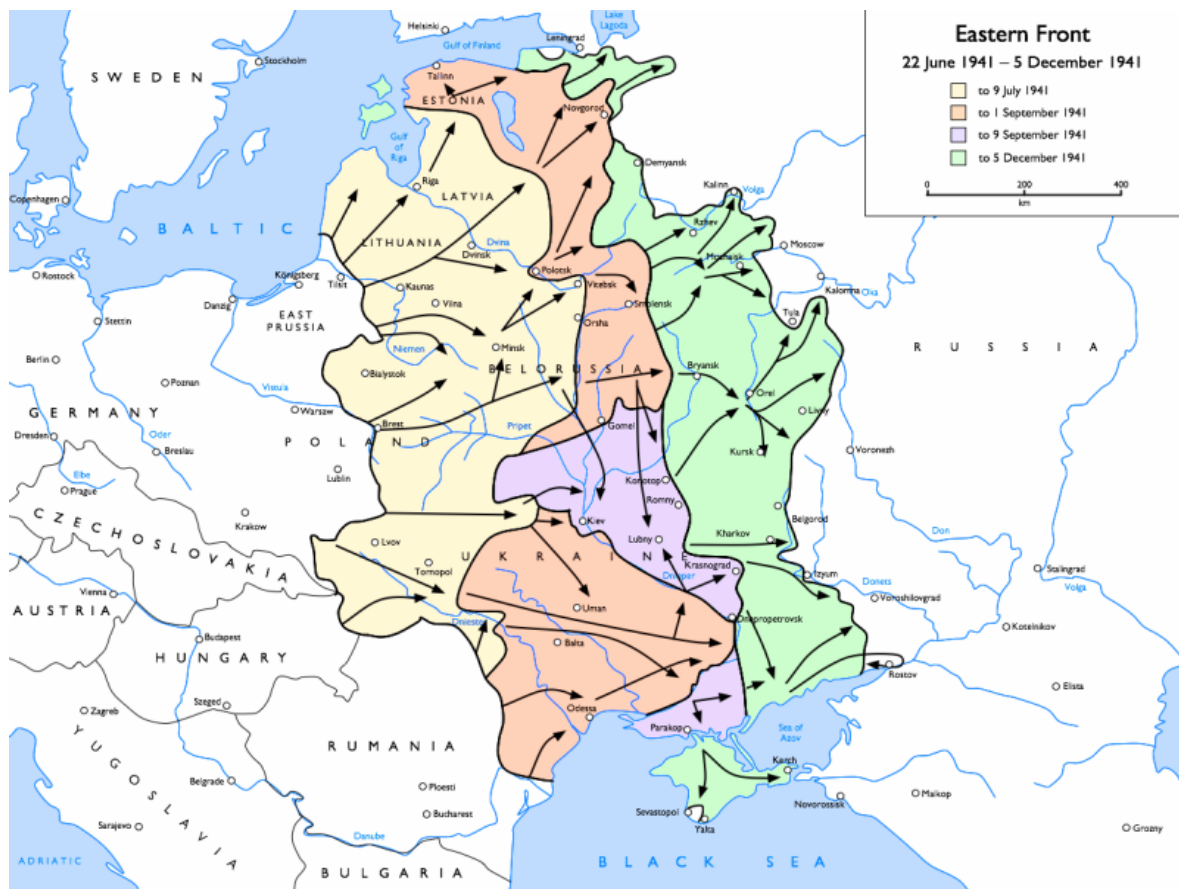 Eastern Front
22 June 1941 – 5 December 1941
to 9 July 1941
to 1 September 1941
to 9 September 1941
to 5 December 1941
0 200 400
km
Helsinki
Lake
Lagoda
Leningrad
Gulf of Finland
Stockholm
SWEDEN
Tallinn
ESTONIA
Novgorod
Gulf
of
Riga
Demyansk
Riga
LATVIA
Kalinn
Volga
Copenhagen
BALTIC
Rzhev
LITHUANIA
Dvina
Dvinsk
Moscow
Mozhaisk
Rostock
Königsberg
Tilsit
Polotsk
Kaunas
Vitebsk
Kalomna
Oka
Danzig
Vilna
Smolensk
EAST
PRUSSIA
Stettin
Orsha
Tula
Niemen
Minsk
RUSSIA
Berlin
BELORUSSIA
Bialystok
Bryansk
Poznan
Vistula
Orel
Warsaw
Livny
GERMANY
Brest
Gomel
Pripet
Dresden
Oder
POLAND
Breslau
Kursk
Voronezh
Lublin
Elbe
Prague
Konotop
Romny
Krakow
Kiev
Belgorod
CZECHOSLOVAKIA
Don
Lvov
Lubny
Kharkov
UKRAINE
Tornopol
Krasnograd
Dnieper
Izyum
Stalingrad
Donets
Volga
Vienna
AUSTRIA
Voroshilovgrad
Uman
Dniester
Dnepropetrovsk
Kotelnikov
Budapest
Balta
HUNGARY
Rostov
Elista
Szeged
Zagreb
Odessa
Parakop
Sea of
Azov
YUGOSLAVIA
RUMANIA
Kerch
Belgrade
Ploesti
Maikop
Novorossisk
Bucharest
Sevastopol
Yalta
Sarajevo
Grozny
Danube
ADRIATIC
BLACK SEA
BULGARIA